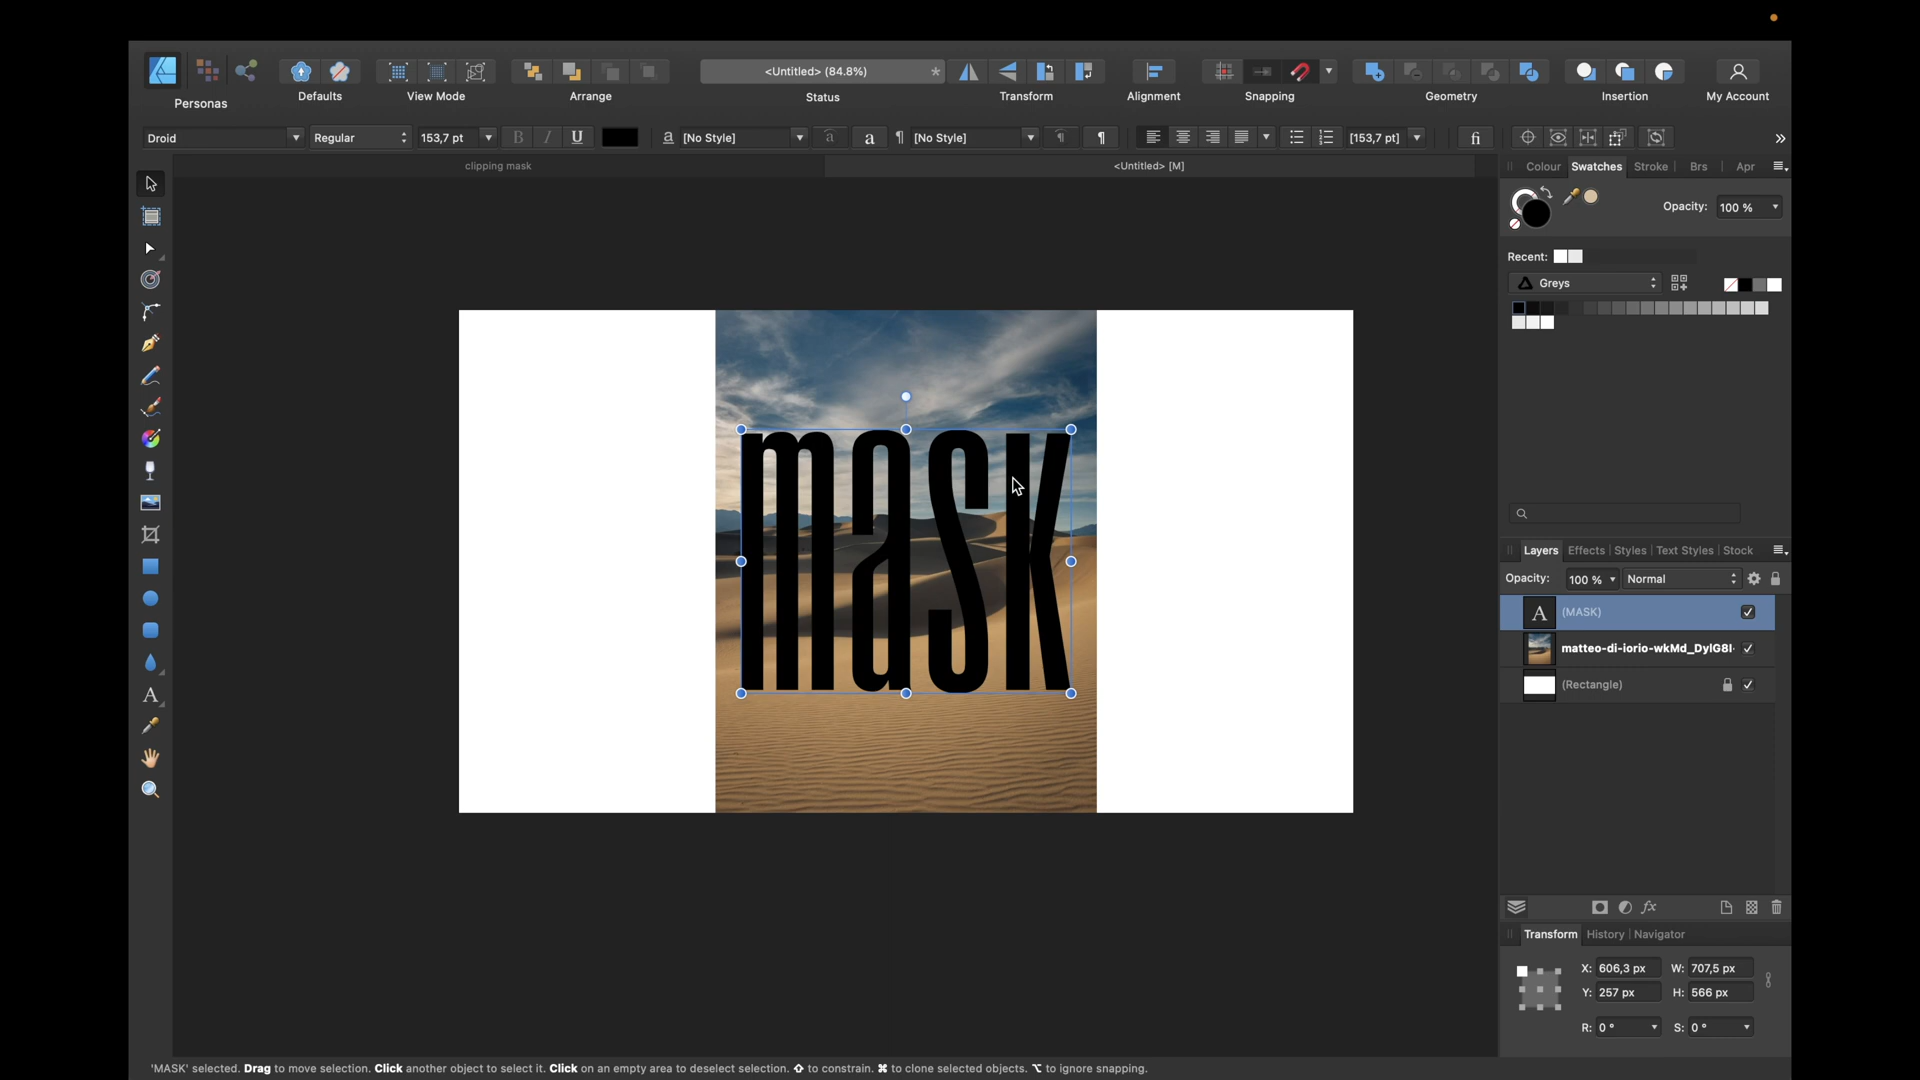 <Untitled> (84.8%) *
Personas Defaults View Mode Arrange Status Transform Alignment Snapping Geometry Insertion My Account
Droid Regular 153,7 pt B I U a [No Style] a a ¶ [No Style] ¶ ¶ [153,7 pt] fi
clipping mask <Untitled> [M]
Colour Swatches Stroke Brs Apr
Opacity: 100 %
Recent:
Greys
mask
Layers Effects Styles Text Styles Stock
Opacity: 100 % Normal
A (MASK)
matteo-di-iorio-wkMd_DylG8I
(Rectangle)
fx
Transform History Navigator
X: 606,3 px W: 707,5 px
Y: 257 px H: 566 px
R: 0 ° S: 0 °
A
'MASK' selected. Drag to move selection. Click another object to select it. Click on an empty area to deselect selection. ⇧ to constrain. ⌘ to clone selected objects. ⌥ to ignore snapping.